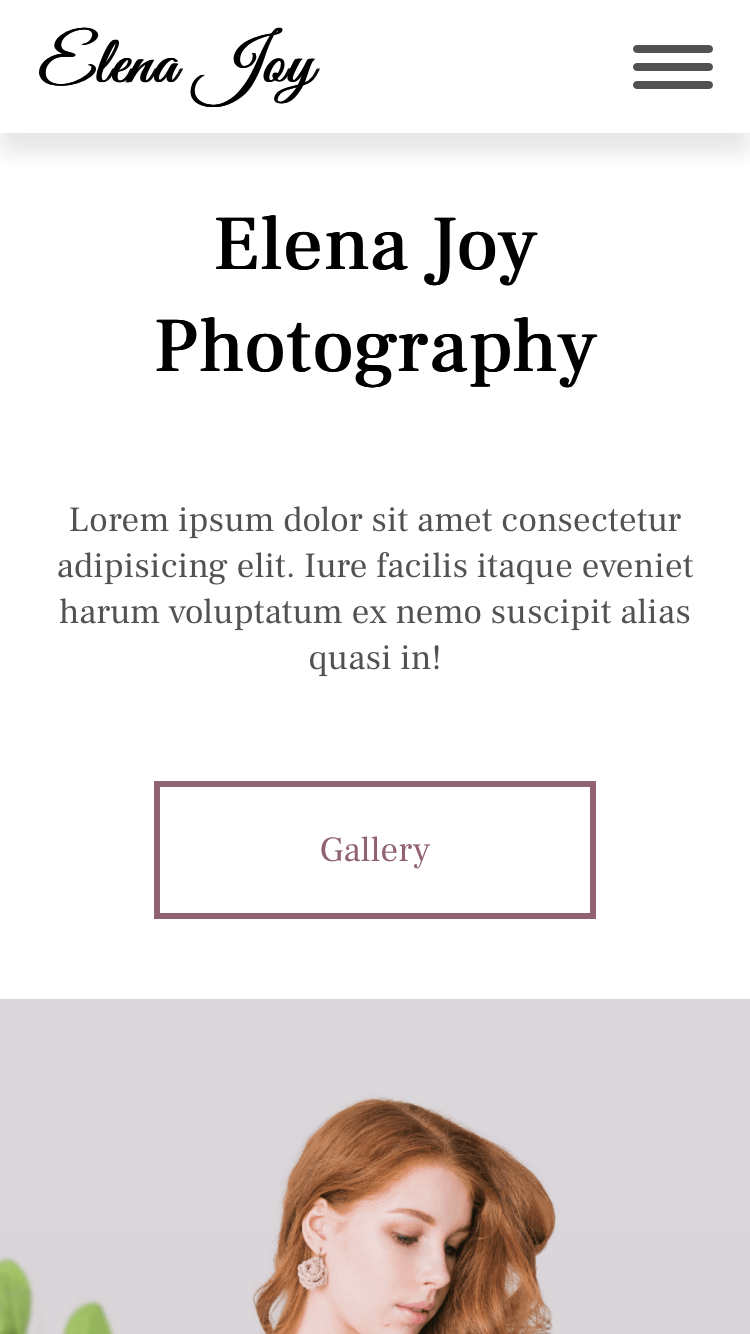 Elena Joy
Elena Joy
Photography
Lorem ipsum dolor sit amet consectetur
adipisicing elit. Iure facilis itaque eveniet
harum voluptatum ex nemo suscipit alias
quasi in!
Gallery